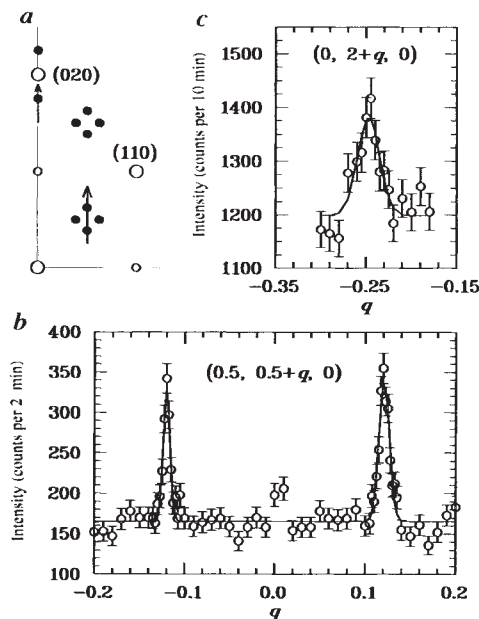 a
(020)
(110)
c
(0, 2+q, 0)
Intensity (counts per 10 min)
1500
1400
1300
1200
1100
−0.35
−0.25
−0.15
q
b
(0.5, 0.5+q, 0)
Intensity (counts per 2 min)
400
350
300
250
200
150
100
−0.2
−0.1
0.0
0.1
0.2
q